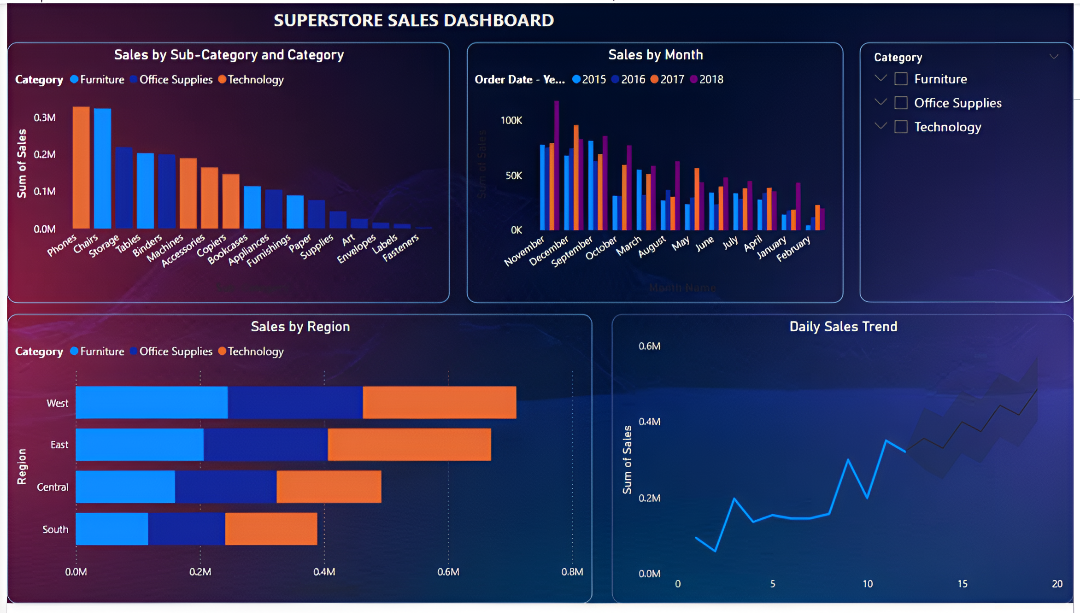 SUPERSTORE SALES DASHBOARD
Sales by Sub-Category and Category
Category Furniture Office Supplies Technology
Sum of Sales
0.3M
0.2M
0.1M
0.0M
Phones
Chairs
Storage
Tables
Binders
Machines
Accessories
Copiers
Bookcases
Appliances
Furnishings
Paper
Supplies
Art
Envelopes
Labels
Fasteners
Sales by Month
Order Date - Ye... 2015 2016 2017 2018
Sum of Sales
100K
50K
0K
November
December
September
October
March
August
May
June
July
April
January
February
Month Name
Category
Furniture
Office Supplies
Technology
Sales by Region
Category Furniture Office Supplies Technology
Region
West
East
Central
South
0.0M 0.2M 0.4M 0.6M 0.8M
Daily Sales Trend
Sum of Sales
0.6M
0.4M
0.2M
0.0M
0 5 10 15 20